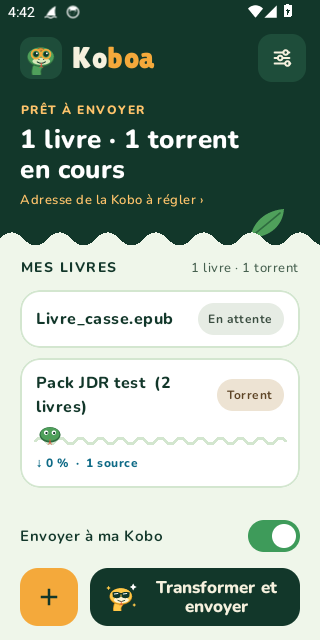 4:42
Koboa
PRÊT À ENVOYER
1 livre · 1 torrent
en cours
Adresse de la Kobo à régler ›
MES LIVRES
1 livre · 1 torrent
Livre_casse.epub
En attente
Pack JDR test (2
livres)
Torrent
↓ 0 % · 1 source
Envoyer à ma Kobo
+
Transformer et
envoyer